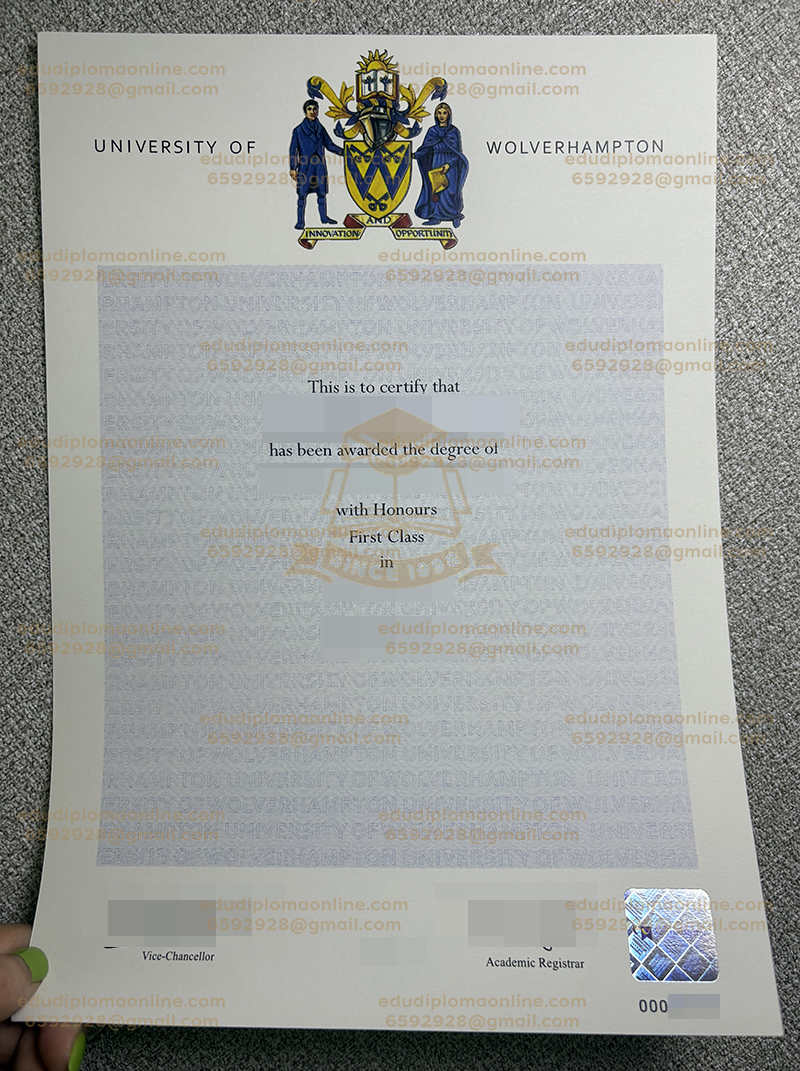 edudiplomaonline.com
6592928@gmail.com
UNIVERSITY OF
WOLVERHAMPTON
AND
INNOVATION OPPORTUNITY
This is to certify that
has been awarded the degree of
with Honours
First Class
in
Vice-Chancellor
Academic Registrar
000